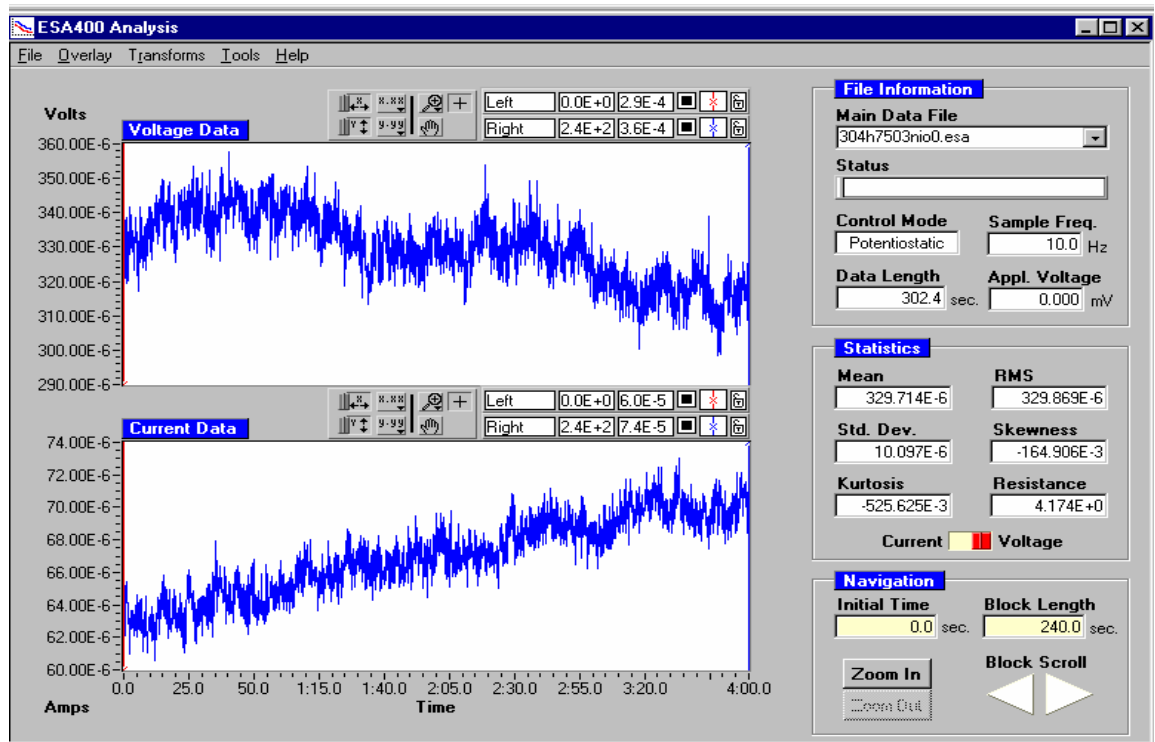 ESA400 Analysis
File Overlay Transforms Tools Help
Volts
Voltage Data
X X.XX Left 0.0E+0 2.9E-4
Y Y.YY Right 2.4E+2 3.6E-4
360.00E-6
350.00E-6
340.00E-6
330.00E-6
320.00E-6
310.00E-6
300.00E-6
290.00E-6
Current Data
X X.XX Left 0.0E+0 6.0E-5
Y Y.YY Right 2.4E+2 7.4E-5
74.00E-6
72.00E-6
70.00E-6
68.00E-6
66.00E-6
64.00E-6
62.00E-6
60.00E-6
0.0 25.0 50.0 1:15.0 1:40.0 2:05.0 2:30.0 2:55.0 3:20.0 4:00.0
Amps Time
File Information
Main Data File
304h7503nio0.esa
Status
Control Mode Sample Freq.
Potentiostatic 10.0 Hz
Data Length Appl. Voltage
302.4 sec. 0.000 mV
Statistics
Mean RMS
329.714E-6 329.869E-6
Std. Dev. Skewness
10.097E-6 -164.906E-3
Kurtosis Resistance
-525.625E-3 4.174E+0
Current Voltage
Navigation
Initial Time Block Length
0.0 sec. 240.0 sec.
Zoom In Block Scroll
Zoom Out